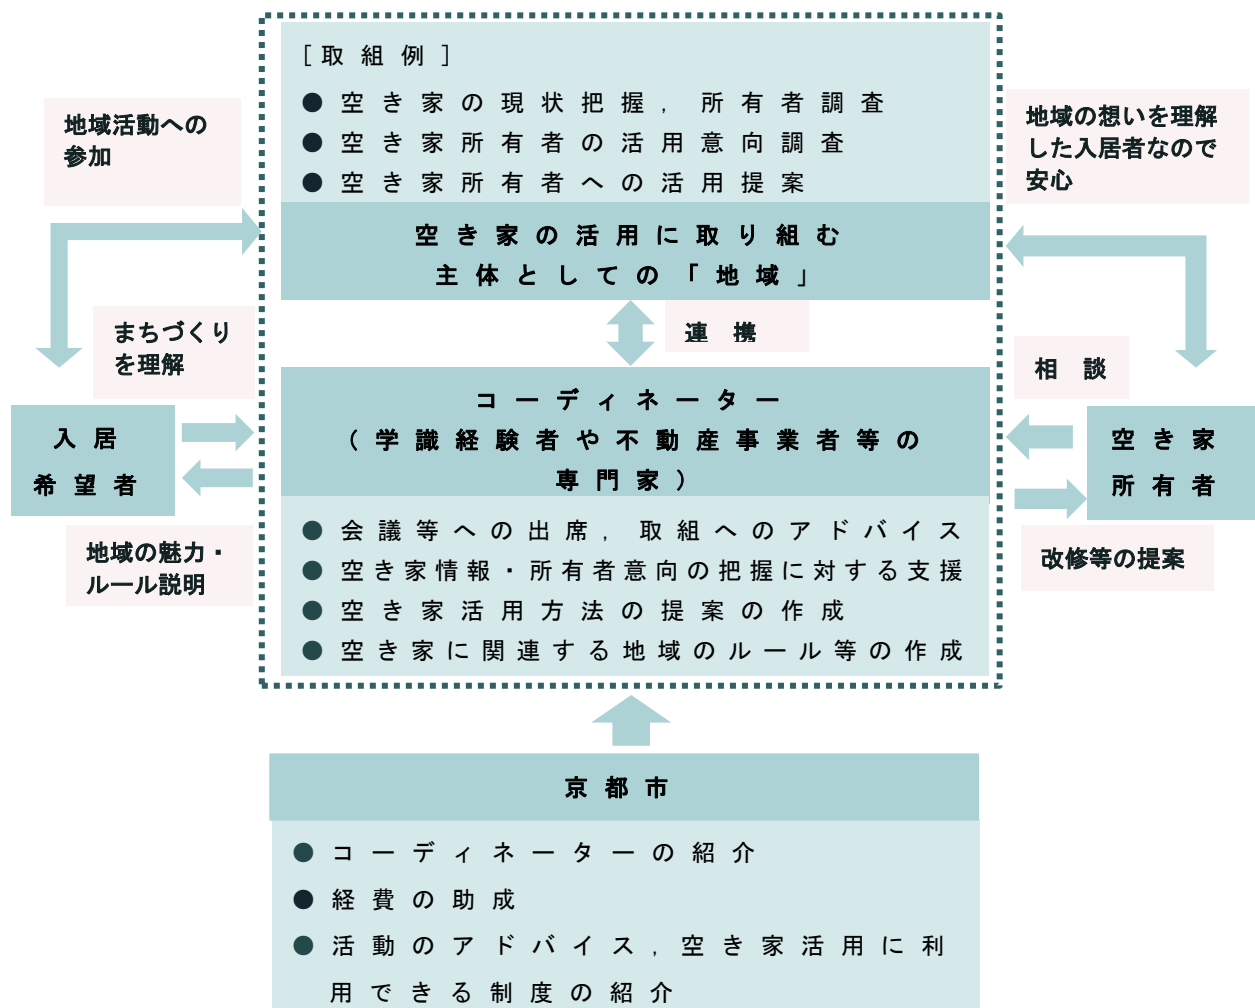 [取組例]
●空き家の現状把握，所有者調査
●空き家所有者の活用意向調査
●空き家所有者への活用提案
空き家の活用に取り組む
主体としての「地域」
地域活動への
参加
地域の想いを理解
した入居者なので
安心
まちづくり
を理解
連携
相談
入居
希望者
コーディネーター
（学識経験者や不動産事業者等の
専門家）
空き家
所有者
地域の魅力・
ルール説明
改修等の提案
●会議等への出席，取組へのアドバイス
●空き家情報・所有者意向の把握に対する支援
●空き家活用方法の提案の作成
●空き家に関連する地域のルール等の作成
京都市
●コーディネーターの紹介
●経費の助成
●活動のアドバイス，空き家活用に利
用できる制度の紹介